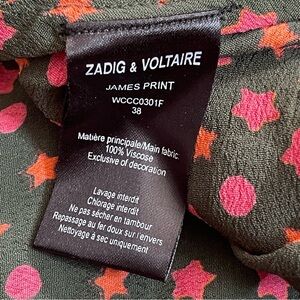 ZADIG & VOLTAIRE
JAMES PRINT
WCCC0301F
38
Matière principale/Main fabric
100% Viscose
Exclusive of decoration
Lavage interdit
Chlore interdit
Ne pas sécher en tambour
Repassage au fer doux sur l'envers
Nettoyage à sec uniquement